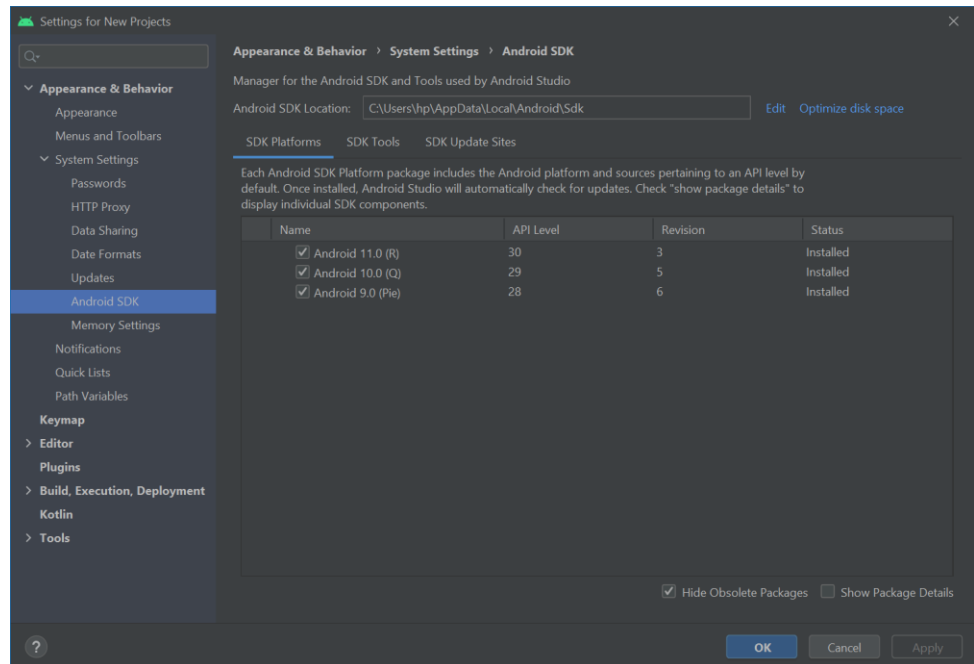 Settings for New Projects
Appearance & Behavior
Appearance
Menus and Toolbars
System Settings
Passwords
HTTP Proxy
Data Sharing
Date Formats
Updates
Android SDK
Memory Settings
Notifications
Quick Lists
Path Variables
Keymap
Editor
Plugins
Build, Execution, Deployment
Kotlin
Tools
Appearance & Behavior > System Settings > Android SDK
Manager for the Android SDK and Tools used by Android Studio
Android SDK Location: C:\Users\hp\AppData\Local\Android\Sdk Edit Optimize disk space
SDK Platforms SDK Tools SDK Update Sites
Each Android SDK Platform package includes the Android platform and sources pertaining to an API level by
default. Once installed, Android Studio will automatically check for updates. Check "show package details" to
display individual SDK components.
Name API Level Revision Status
Android 11.0 (R) 30 3 Installed
Android 10.0 (Q) 29 5 Installed
Android 9.0 (Pie) 28 6 Installed
Hide Obsolete Packages Show Package Details
? OK Cancel Apply